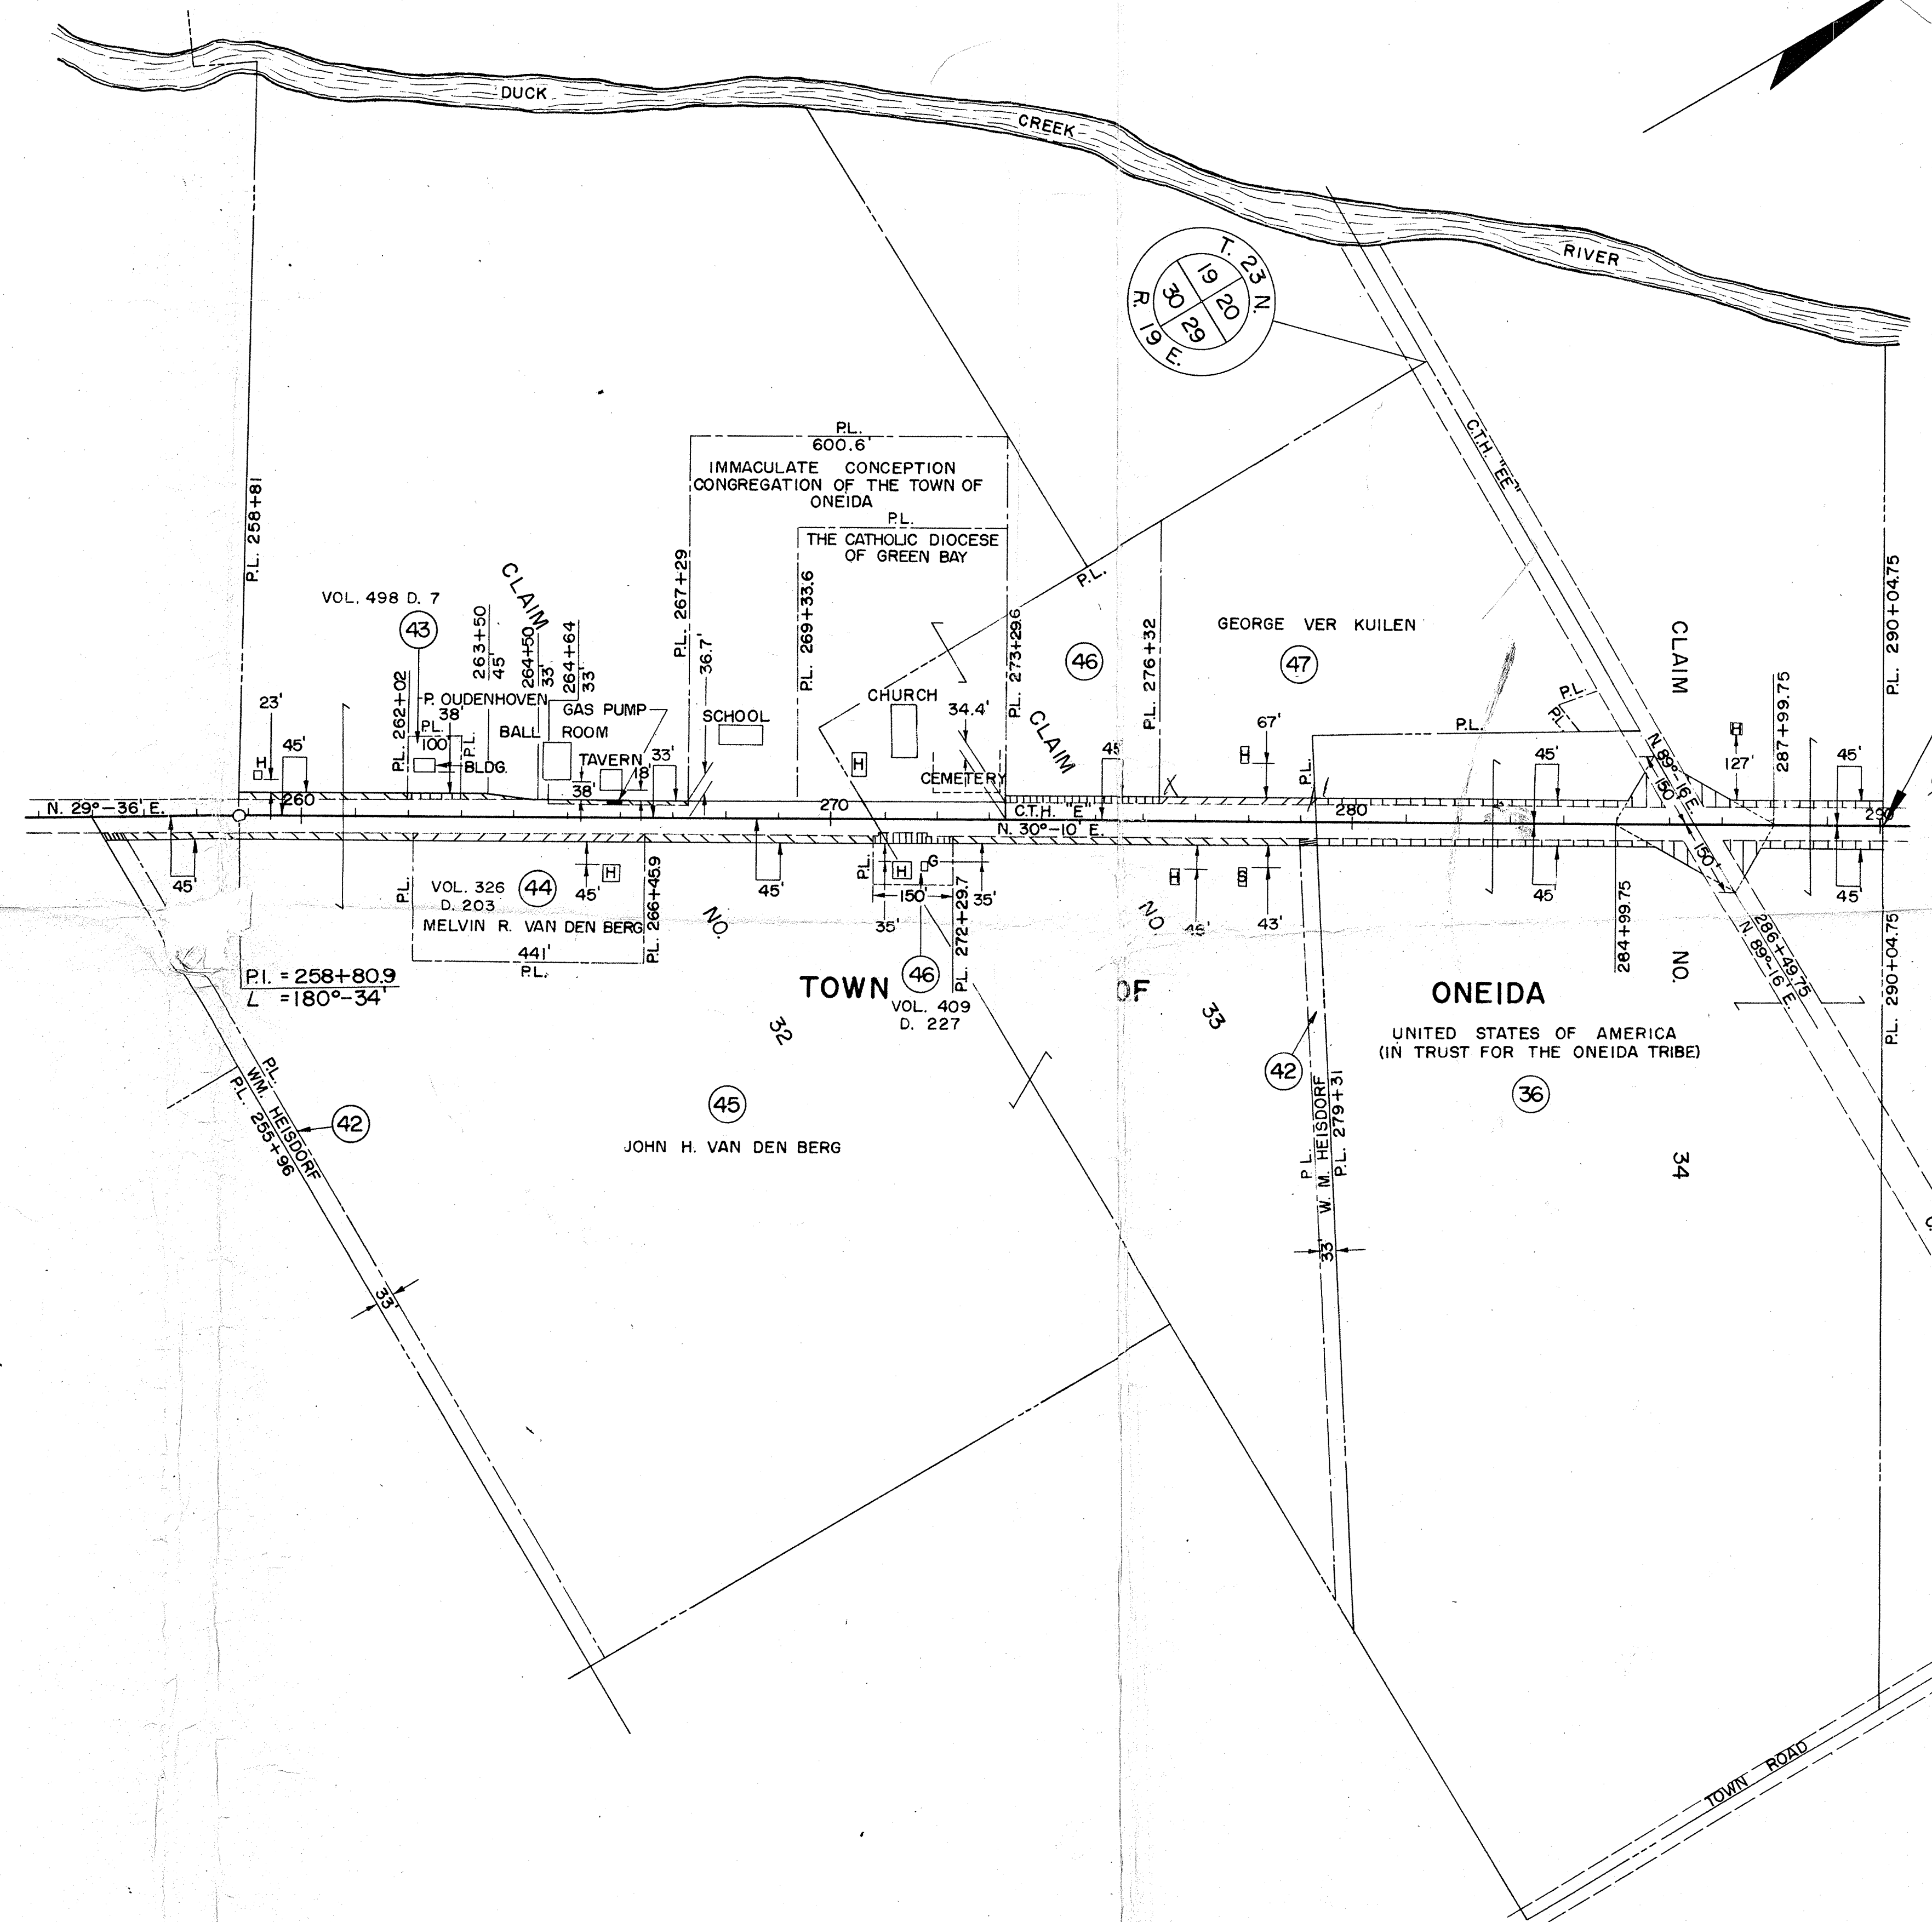 DUCK
CREEK
RIVER
T. 23 N.
R. 19 E.
19
20
30
29
C.T.H. "EE"
P.L.
600.6'
IMMACULATE CONCEPTION
CONGREGATION OF THE TOWN OF
ONEIDA
P.L.
THE CATHOLIC DIOCESE
OF GREEN BAY
P.L. 258+81
VOL. 498 D. 7
43
CLAIM
263+50
45'
264+50
33'
264+64
33'
P.L. 267+29
36.7'
P.L. 269+33.6
P.L. 273+29.6
P.L.
46
P.L. 276+32
GEORGE VER KUILEN
47
CLAIM
P.L. 290+04.75
P.L. 262+02
P. OUDENHOVEN
38'
P.L.
100'
P.L.
BLDG.
BALL ROOM
GAS PUMP
TAVERN
18'
38'
33'
SCHOOL
CHURCH
34.4'
CEMETERY
CLAIM
H
23'
45'
H
45'
67'
H
P.L.
P.L.
P.L.
P.L.
45'
N. 89°-16' E.
150'
150'
H
127'
287+99.75
45'
N. 29°-36' E.
260
270
C.T.H. "E"
N. 30°-10' E.
280
290
45'
P.L.
VOL. 326
D. 203
44
MELVIN R. VAN DEN BERG
441'
P.L.
45'
H
P.L. 266+45.9
NO.
45'
P.L.
H
G
150'
35'
35'
P.L. 272+29.7
46
VOL. 409
D. 227
NO.
H
45'
S
43'
45'
284+99.75
NO.
286+49.75
N. 89°-16' E.
45'
P.L. 290+04.75
P.I. = 258+80.9
∠ =180°-34'
TOWN OF ONEIDA
32
33
34
UNITED STATES OF AMERICA
(IN TRUST FOR THE ONEIDA TRIBE)
36
42
P.L.
W. M. HEISDORF
P.L. 279+31
33'
P.L.
WM. HEISDORF
P.L. 255+96
42
33'
45
JOHN H. VAN DEN BERG
TOWN ROAD